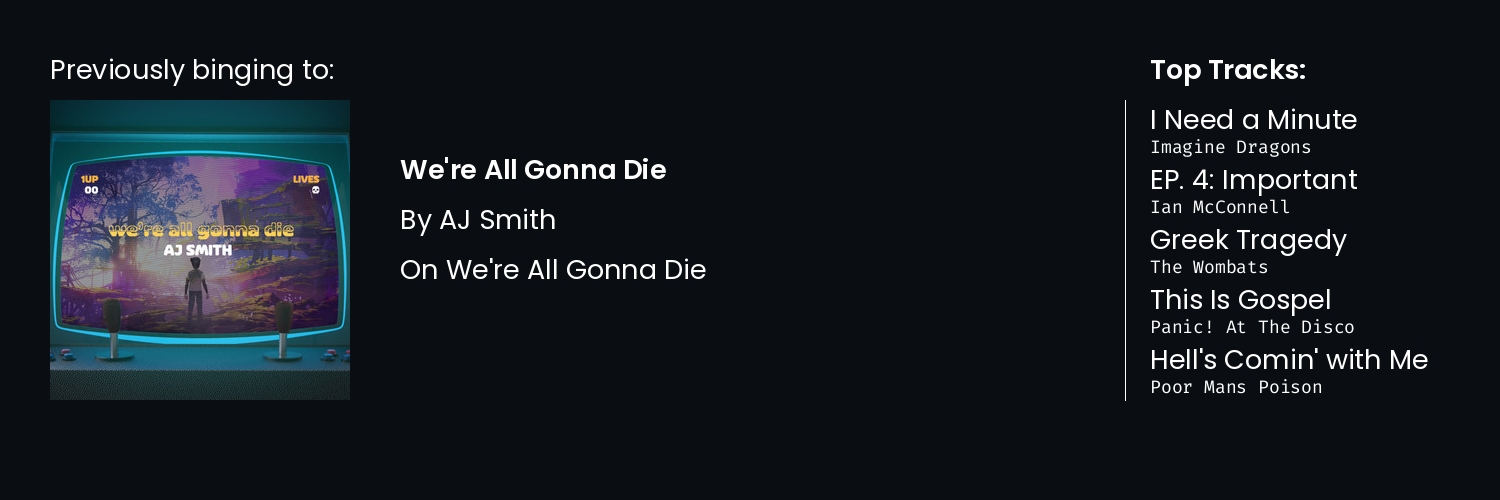 Previously binging to:
1UP
00
LIVES
we're all gonna die
AJ SMITH
We're All Gonna Die
By AJ Smith
On We're All Gonna Die
Top Tracks:
I Need a Minute
Imagine Dragons
EP. 4: Important
Ian McConnell
Greek Tragedy
The Wombats
This Is Gospel
Panic! At The Disco
Hell's Comin' with Me
Poor Mans Poison